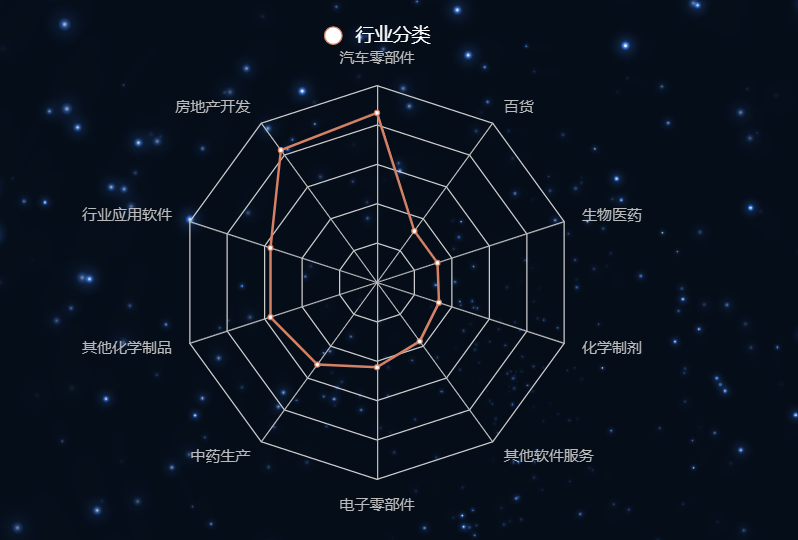 行业分类
汽车零部件
房地产开发
百货
行业应用软件
生物医药
其他化学制品
化学制剂
中药生产
其他软件服务
电子零部件